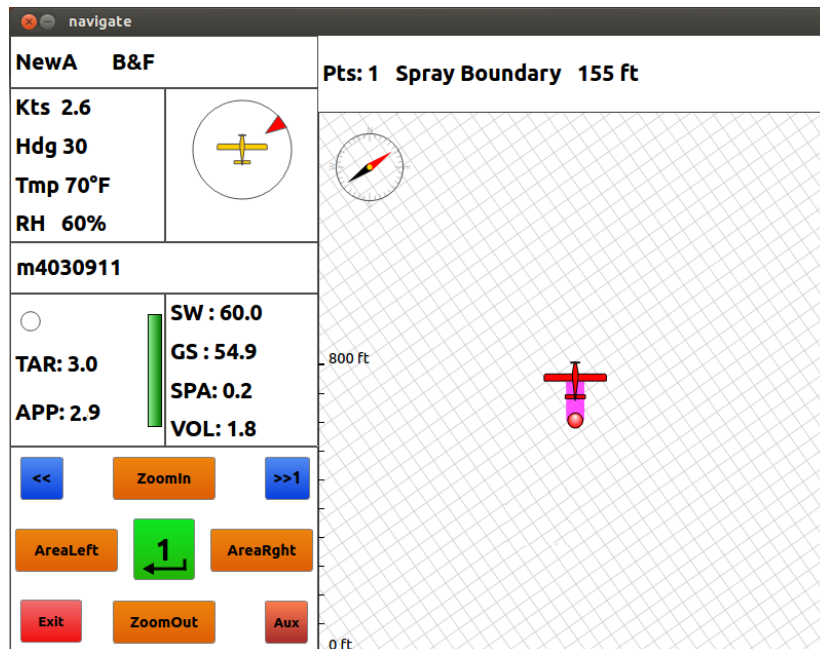 navigate
NewA B&F
Pts: 1 Spray Boundary 155 ft
Kts 2.6
Hdg 30
Tmp 70°F
RH 60%
N
m4030911
TAR: 3.0
APP: 2.9
SW : 60.0
GS : 54.9
SPA: 0.2
VOL: 1.8
800 ft
0 ft
<<
ZoomIn
>>1
AreaLeft
1
AreaRght
Exit
ZoomOut
Aux